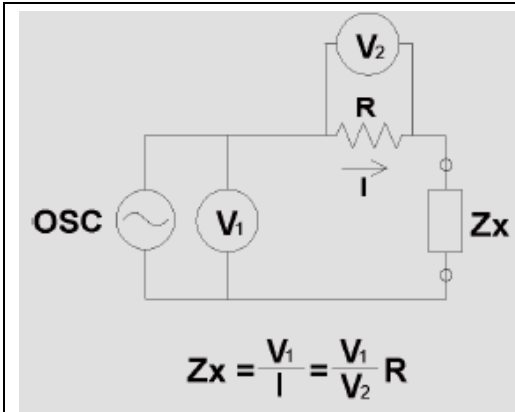 V₂
R
I
OSC
V₁
Zx
Zx = V₁/I = V₁/V₂ R